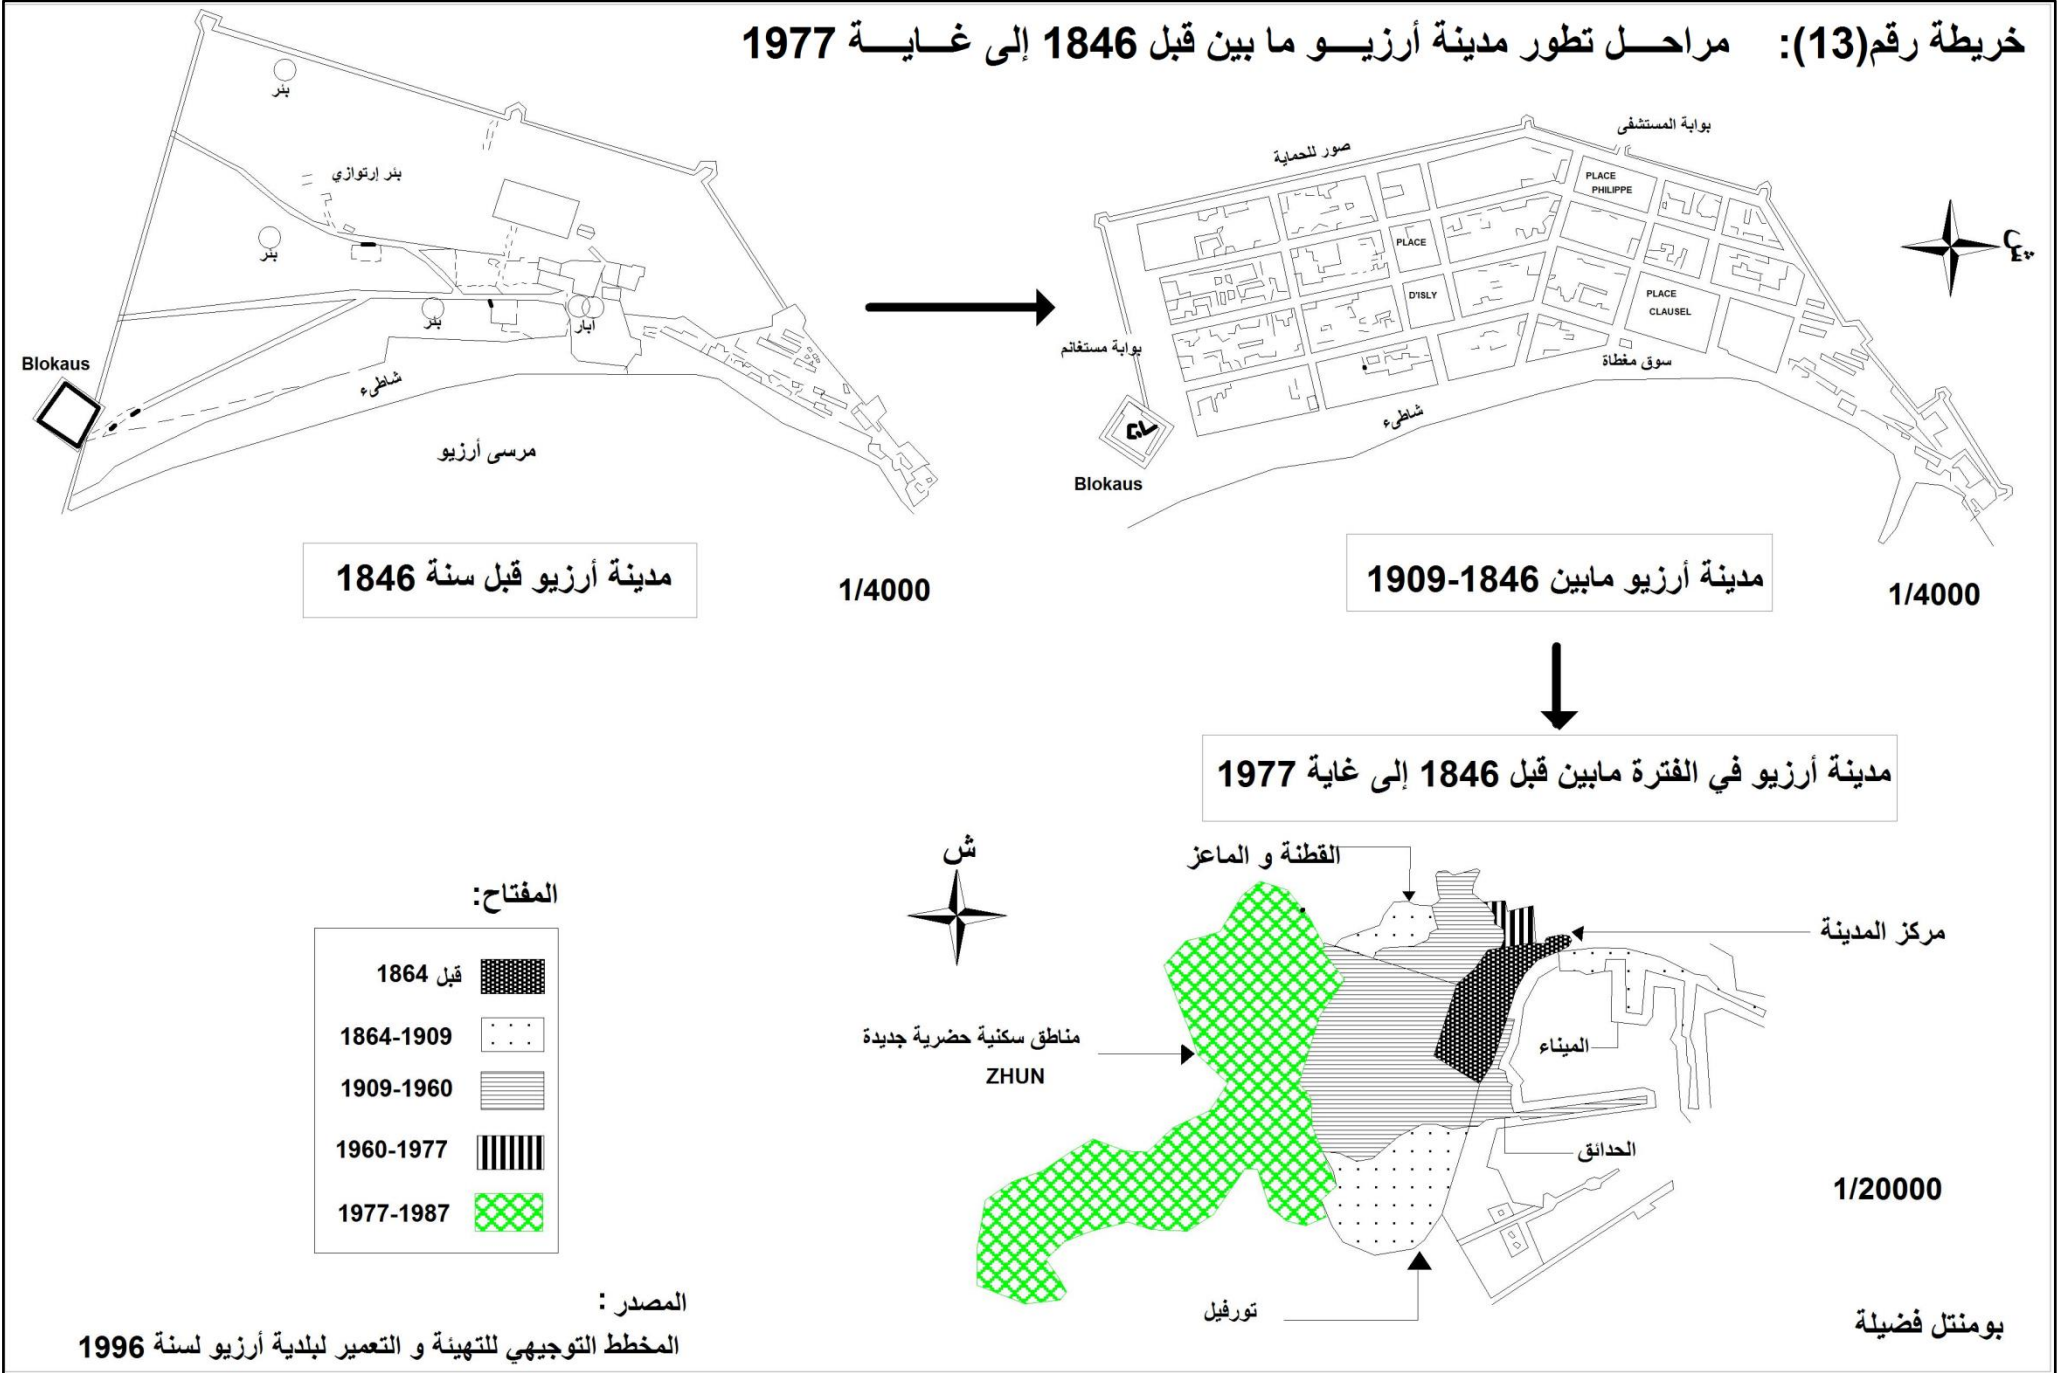 خريطة رقم(13): مراحل تطور مدينة أرزيو ما بين قبل 1846 إلى غاية 1977
بئر
بئر إرتوازي
بئر
بئر
ابار
Blokaus
شاطىء
مرسى أرزيو
مدينة أرزيو قبل سنة 1846
1/4000
بوابة المستشفى
صور للحماية
PLACE
PHILIPPE
ش
PLACE
D'ISLY
PLACE
CLAUSEL
بوابة مستغانم
سوق مغطاة
شاطىء
Blokaus
مدينة أرزيو مابين 1846-1909
1/4000
مدينة أرزيو في الفترة مابين قبل 1846 إلى غاية 1977
ش
القطنة و الماعز
مركز المدينة
مناطق سكنية حضرية جديدة
ZHUN
الميناء
الحدائق
1/20000
تورفيل
بومنتل فضيلة
المفتاح:
قبل 1864
1864-1909
1909-1960
1960-1977
1977-1987
المصدر :
المخطط التوجيهي للتهيئة و التعمير لبلدية أرزيو لسنة 1996